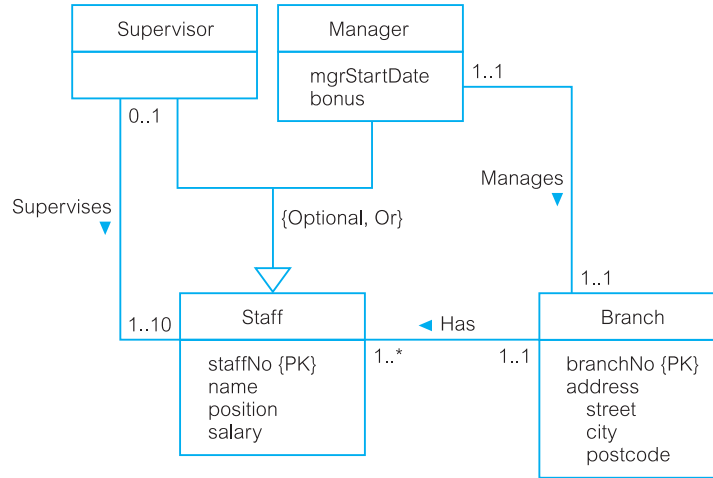 Supervisor
Manager
mgrStartDate
bonus
1..1
0..1
Manages
Supervises
{Optional, Or}
1..1
1..10
Staff
Has
Branch
1..*
1..1
staffNo {PK}
name
position
salary
branchNo {PK}
address
street
city
postcode